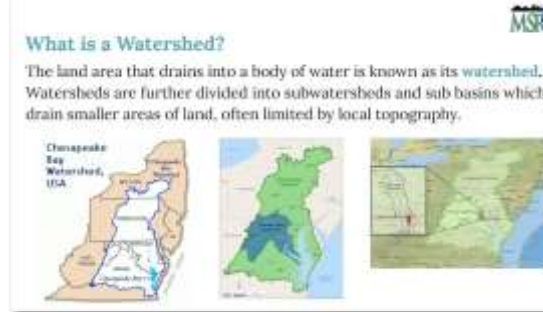 MSR
What is a Watershed?
The land area that drains into a body of water is known as its watershed.
Watersheds are further divided into subwatersheds and sub basins which
drain smaller areas of land, often limited by local topography.
Chesapeake
Bay
Watershed,
USA